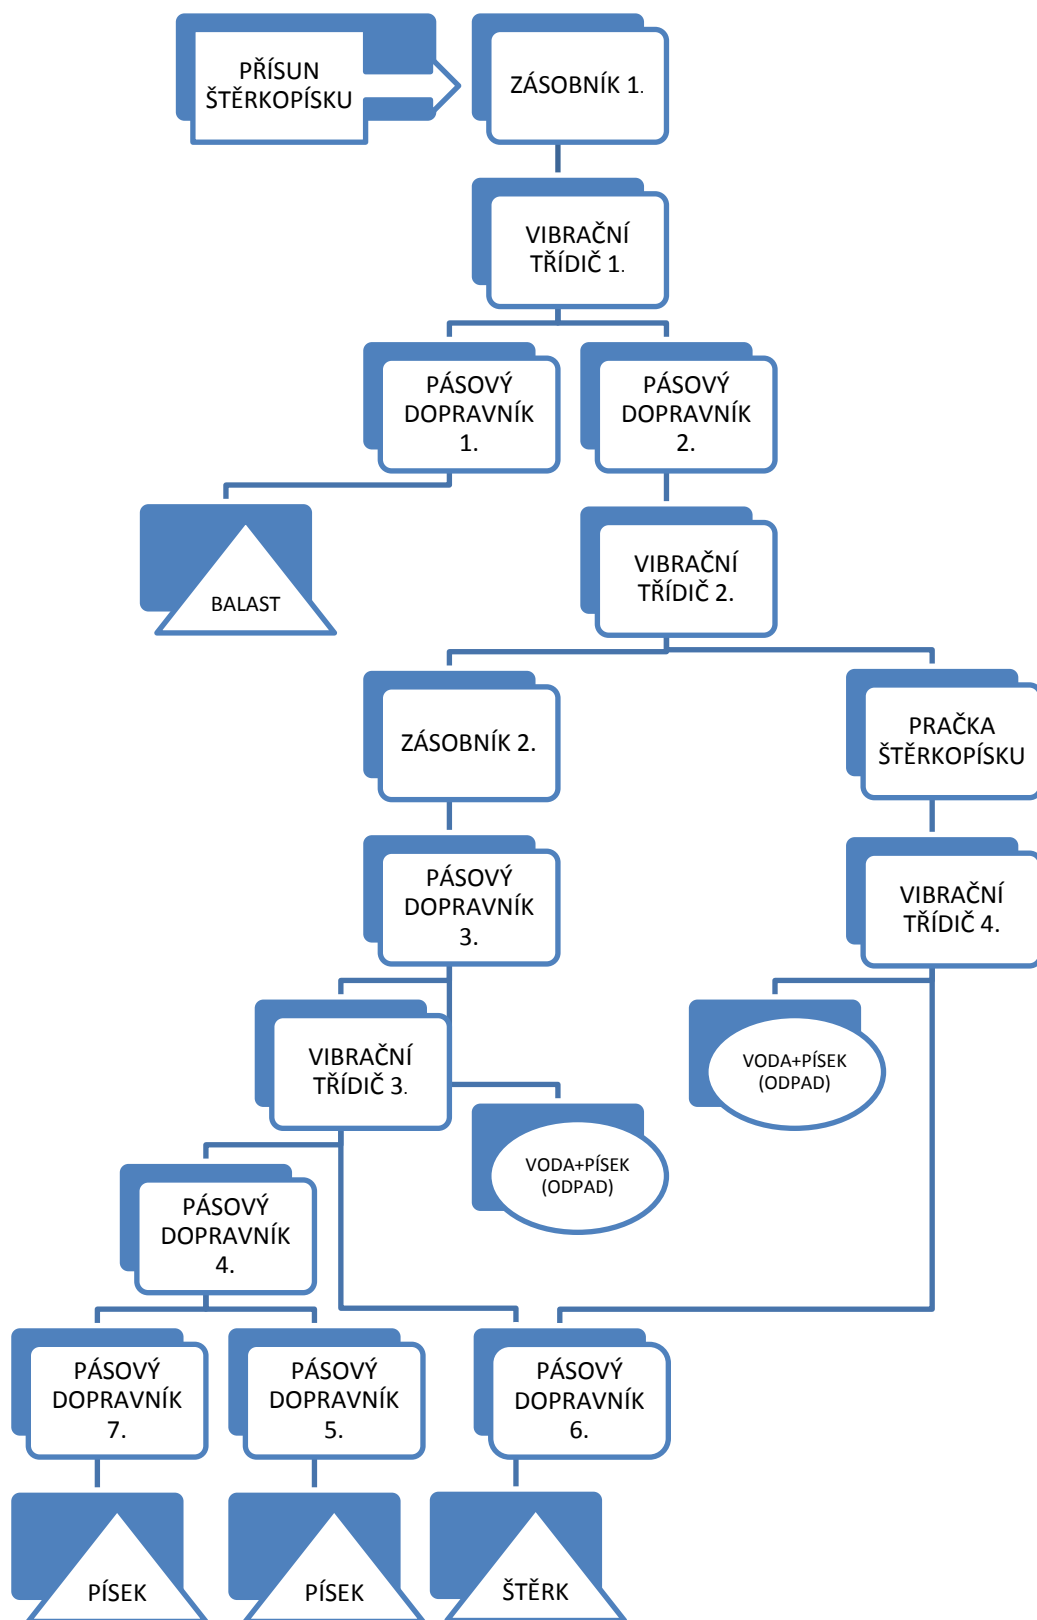 PŘÍSUN
ŠTĚRKOPÍSKU
ZÁSOBNÍK 1.
VIBRAČNÍ
TŘÍDIČ 1.
PÁSOVÝ
DOPRAVNÍK
1.
PÁSOVÝ
DOPRAVNÍK
2.
BALAST
VIBRAČNÍ
TŘÍDIČ 2.
ZÁSOBNÍK 2.
PRAČKA
ŠTĚRKOPÍSKU
PÁSOVÝ
DOPRAVNÍK
3.
VIBRAČNÍ
TŘÍDIČ 4.
VIBRAČNÍ
TŘÍDIČ 3.
VODA+PÍSEK
(ODPAD)
VODA+PÍSEK
(ODPAD)
PÁSOVÝ
DOPRAVNÍK
4.
PÁSOVÝ
DOPRAVNÍK
7.
PÁSOVÝ
DOPRAVNÍK
5.
PÁSOVÝ
DOPRAVNÍK
6.
PÍSEK
PÍSEK
ŠTĚRK